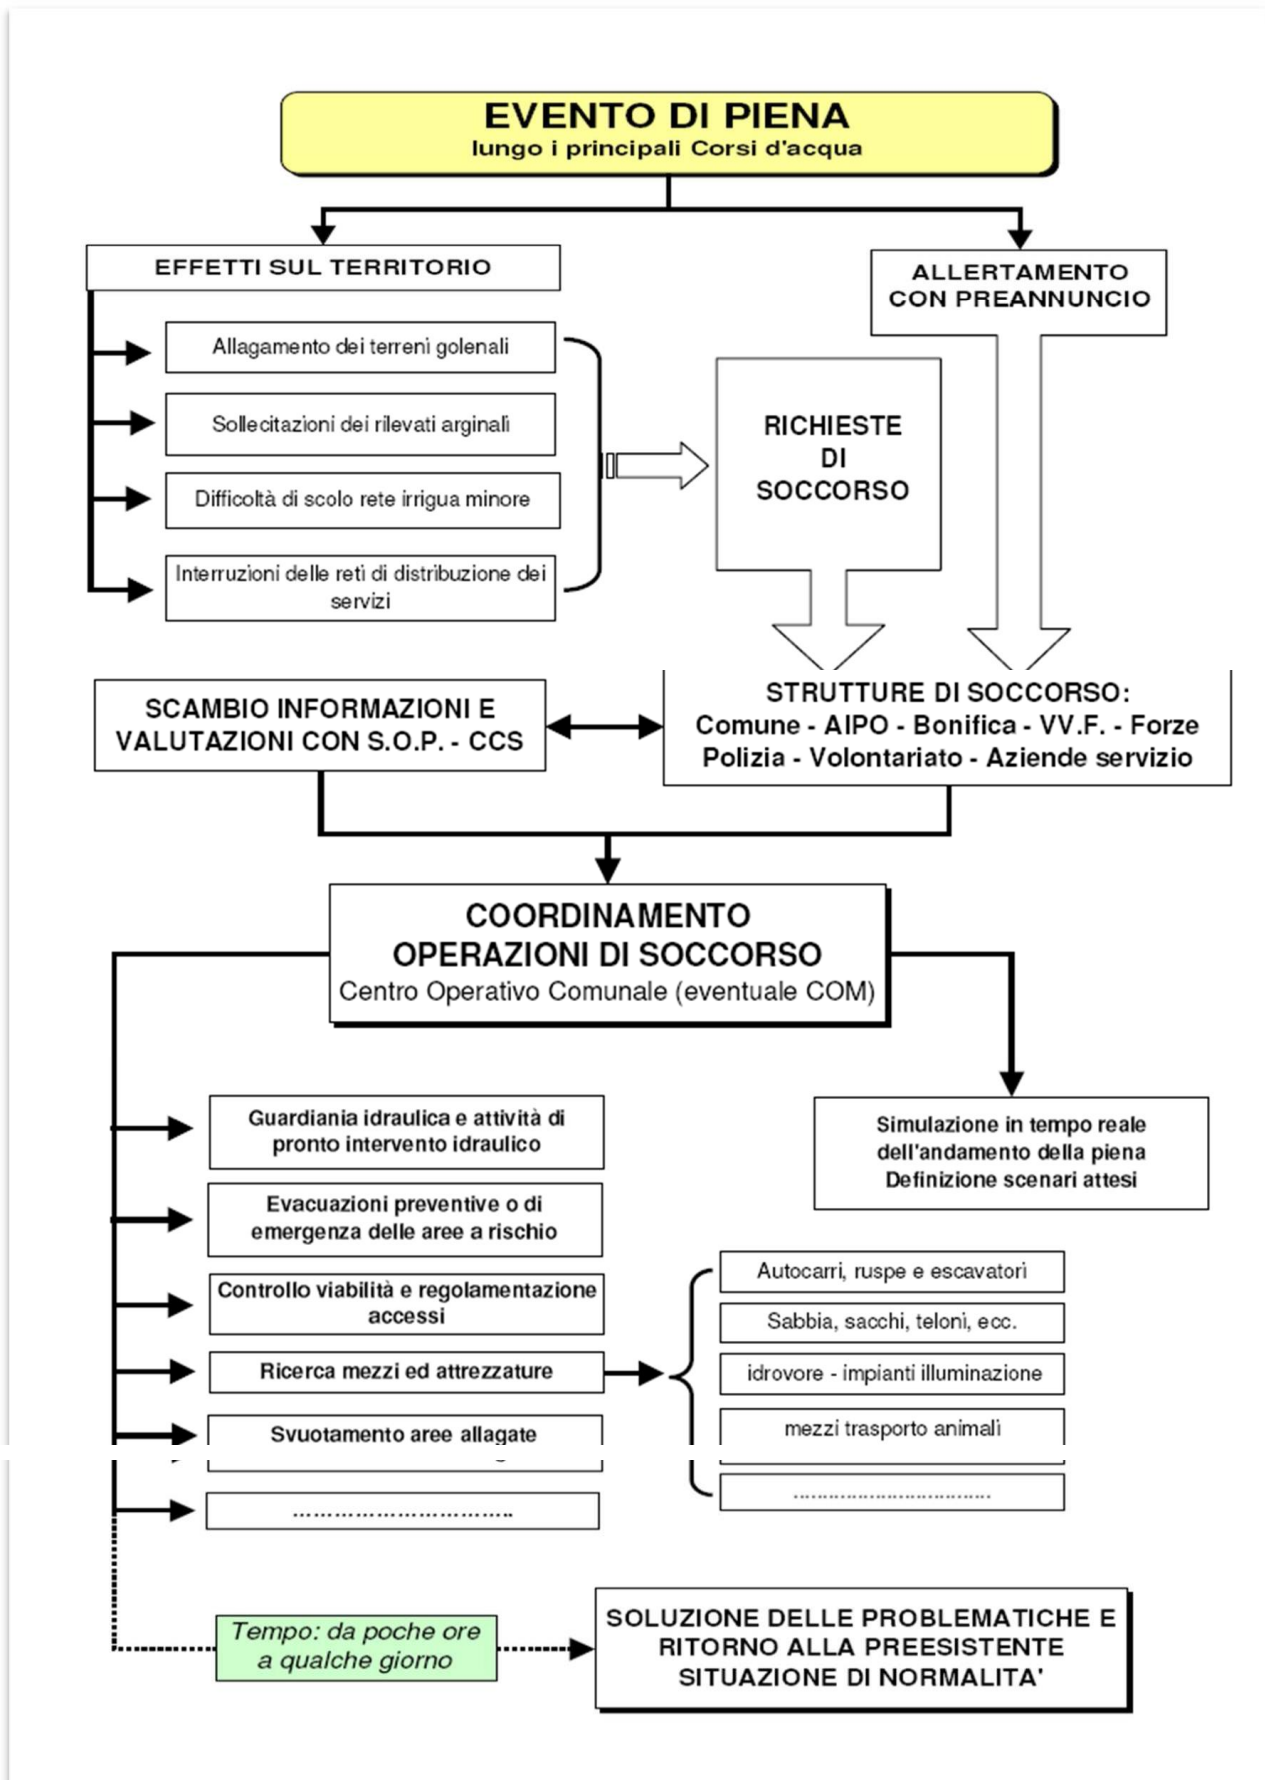 EVENTO DI PIENA
lungo i principali Corsi d'acqua
EFFETTI SUL TERRITORIO
ALLERTAMENTO
CON PREANNUNCIO
Allagamento dei terreni golenali
Sollecitazioni dei rilevati arginali
Difficoltà di scolo rete irrigua minore
Interruzioni delle reti di distribuzione dei
servizi
RICHIESTE
DI
SOCCORSO
SCAMBIO INFORMAZIONI E
VALUTAZIONI CON S.O.P. - CCS
STRUTTURE DI SOCCORSO:
Comune - AIPO - Bonifica - VV.F. - Forze
Polizia - Volontariato - Aziende servizio
COORDINAMENTO
OPERAZIONI DI SOCCORSO
Centro Operativo Comunale (eventuale COM)
Guardiania idraulica e attività di
pronto intervento idraulico
Evacuazioni preventive o di
emergenza delle aree a rischio
Controllo viabilità e regolamentazione
accessi
Ricerca mezzi ed attrezzature
Svuotamento aree allagate
...............................
Simulazione in tempo reale
dell'andamento della piena
Definizione scenari attesi
Autocarri, ruspe e escavatori
Sabbia, sacchi, teloni, ecc.
idrovore - impianti illuminazione
mezzi trasporto animali
...............................
Tempo: da poche ore
a qualche giorno
SOLUZIONE DELLE PROBLEMATICHE E
RITORNO ALLA PREESISTENTE
SITUAZIONE DI NORMALITA'